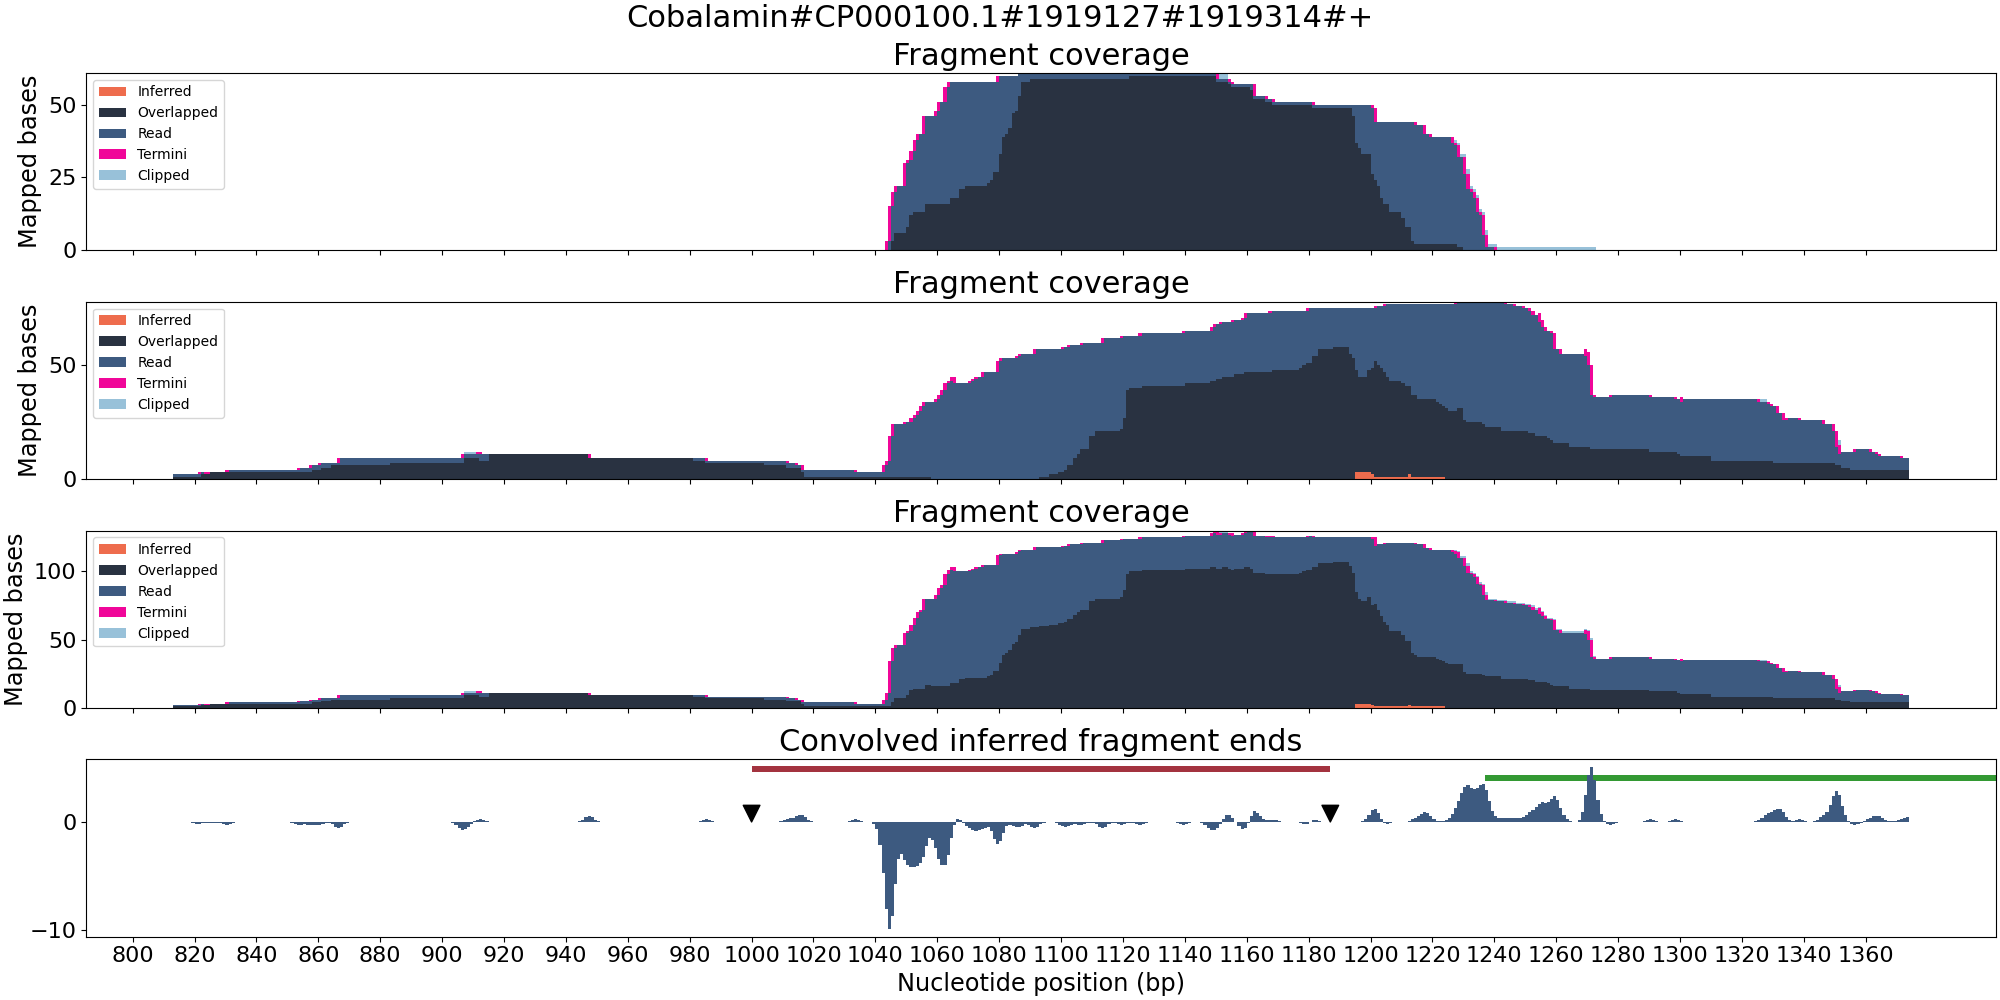 Cobalamin#CP000100.1#1919127#1919314#+
Fragment coverage
Mapped bases
50
25
0
Inferred
Overlapped
Read
Termini
Clipped
Fragment coverage
Mapped bases
50
0
Inferred
Overlapped
Read
Termini
Clipped
Fragment coverage
Mapped bases
100
50
0
Inferred
Overlapped
Read
Termini
Clipped
Convolved inferred fragment ends
0
−10
800 820 840 860 880 900 920 940 960 980 1000 1020 1040 1060 1080 1100 1120 1140 1160 1180 1200 1220 1240 1260 1280 1300 1320 1340 1360
Nucleotide position (bp)